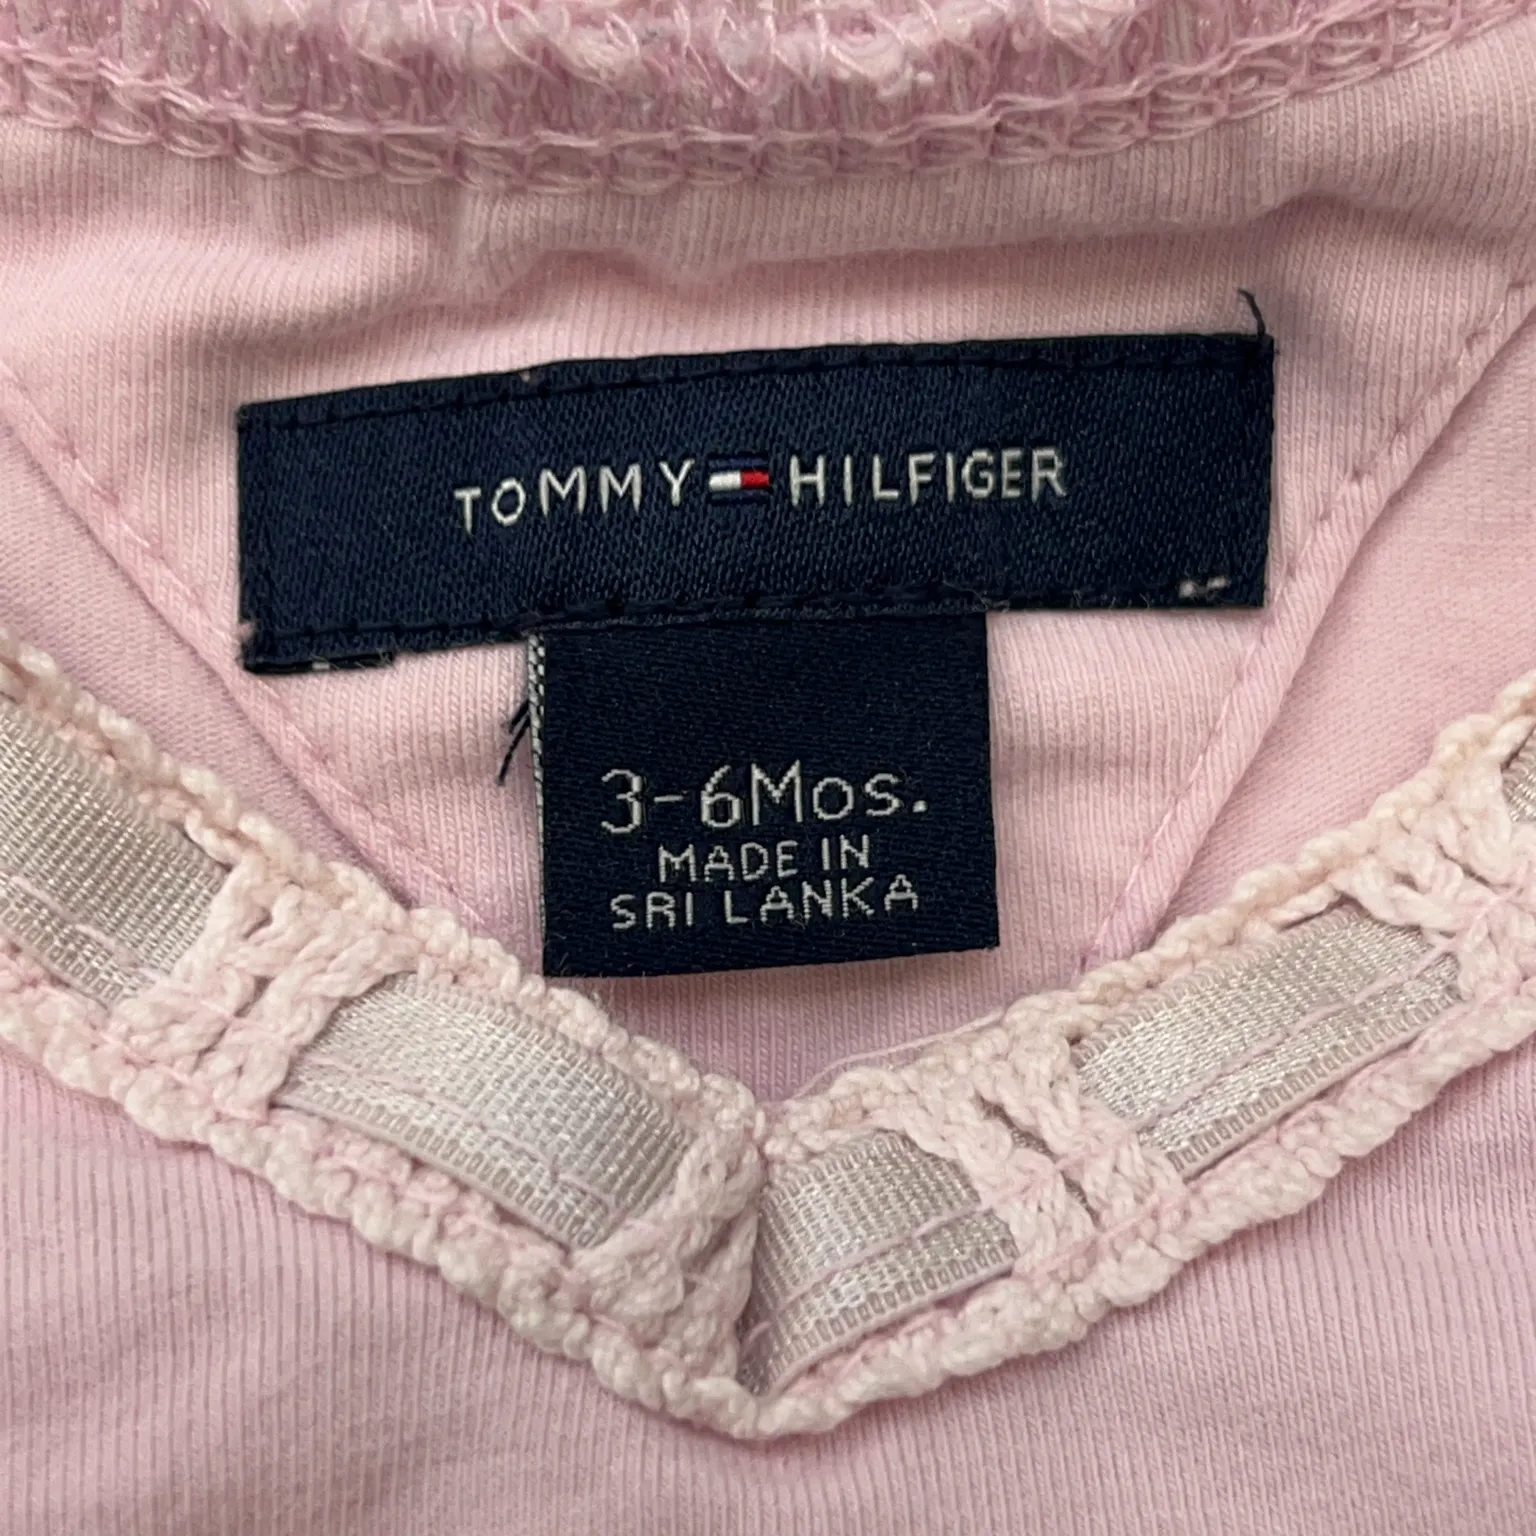 TOMMY HILFIGER
3-6Mos.
MADE IN
SRI LANKA